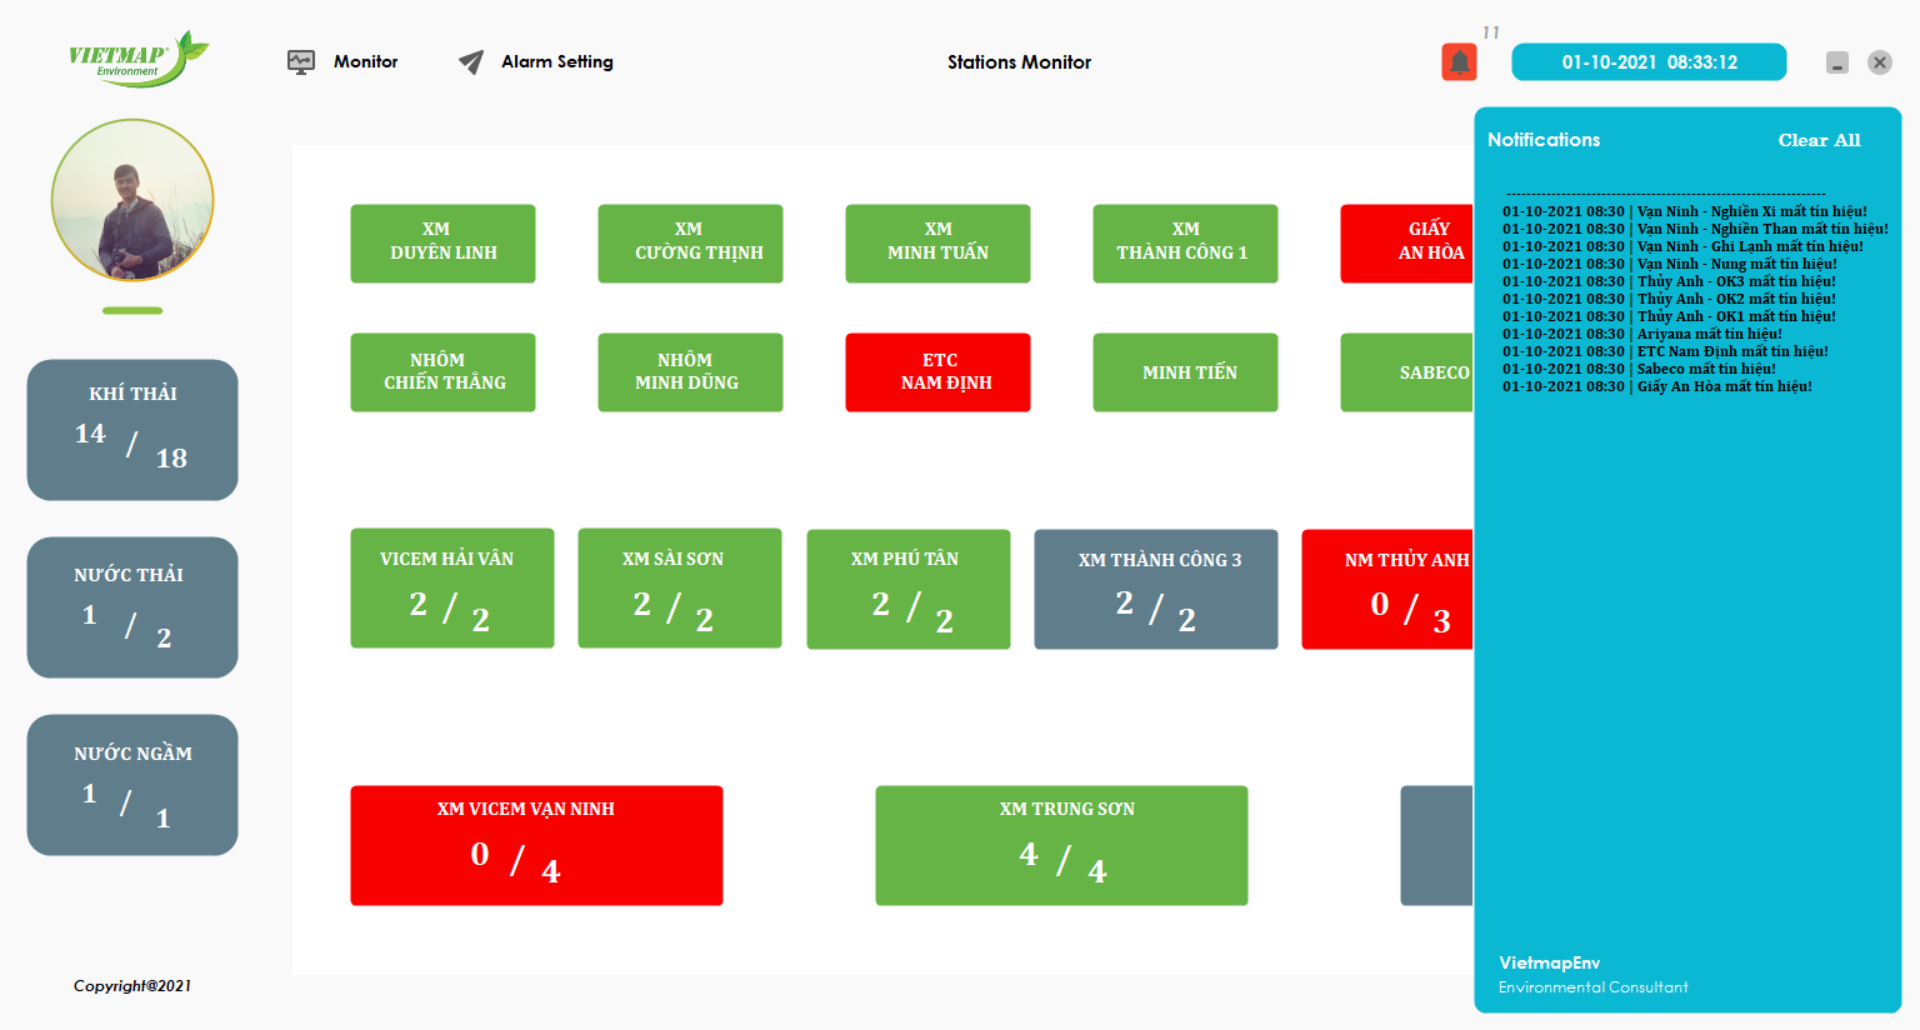 VIETMAP®
Environment
Monitor
Alarm Setting
Stations Monitor
11
01-10-2021 08:33:12
KHÍ THẢI
14 / 18
NƯỚC THẢI
1 / 2
NƯỚC NGẦM
1 / 1
Copyright@2021
XM
DUYÊN LINH
XM
CƯỜNG THỊNH
XM
MINH TUẤN
XM
THÀNH CÔNG 1
GIẤY
AN HÒA
NHÔM
CHIẾN THẮNG
NHÔM
MINH DŨNG
ETC
NAM ĐỊNH
MINH TIẾN
SABECO
VICEM HẢI VÂN
2 / 2
XM SÀI SƠN
2 / 2
XM PHÚ TÂN
2 / 2
XM THÀNH CÔNG 3
2 / 2
NM THỦY ANH
0 / 3
XM VICEM VẠN NINH
0 / 4
XM TRUNG SƠN
4 / 4
Notifications
Clear All
----------------------------------------------------------------
01-10-2021 08:30 | Vạn Ninh - Nghiền Xi mất tín hiệu!
01-10-2021 08:30 | Vạn Ninh - Nghiền Than mất tín hiệu!
01-10-2021 08:30 | Vạn Ninh - Ghi Lạnh mất tín hiệu!
01-10-2021 08:30 | Vạn Ninh - Nung mất tín hiệu!
01-10-2021 08:30 | Thủy Anh - OK3 mất tín hiệu!
01-10-2021 08:30 | Thủy Anh - OK2 mất tín hiệu!
01-10-2021 08:30 | Thủy Anh - OK1 mất tín hiệu!
01-10-2021 08:30 | Ariyana mất tín hiệu!
01-10-2021 08:30 | ETC Nam Định mất tín hiệu!
01-10-2021 08:30 | Sabeco mất tín hiệu!
01-10-2021 08:30 | Giấy An Hòa mất tín hiệu!
VietmapEnv
Environmental Consultant